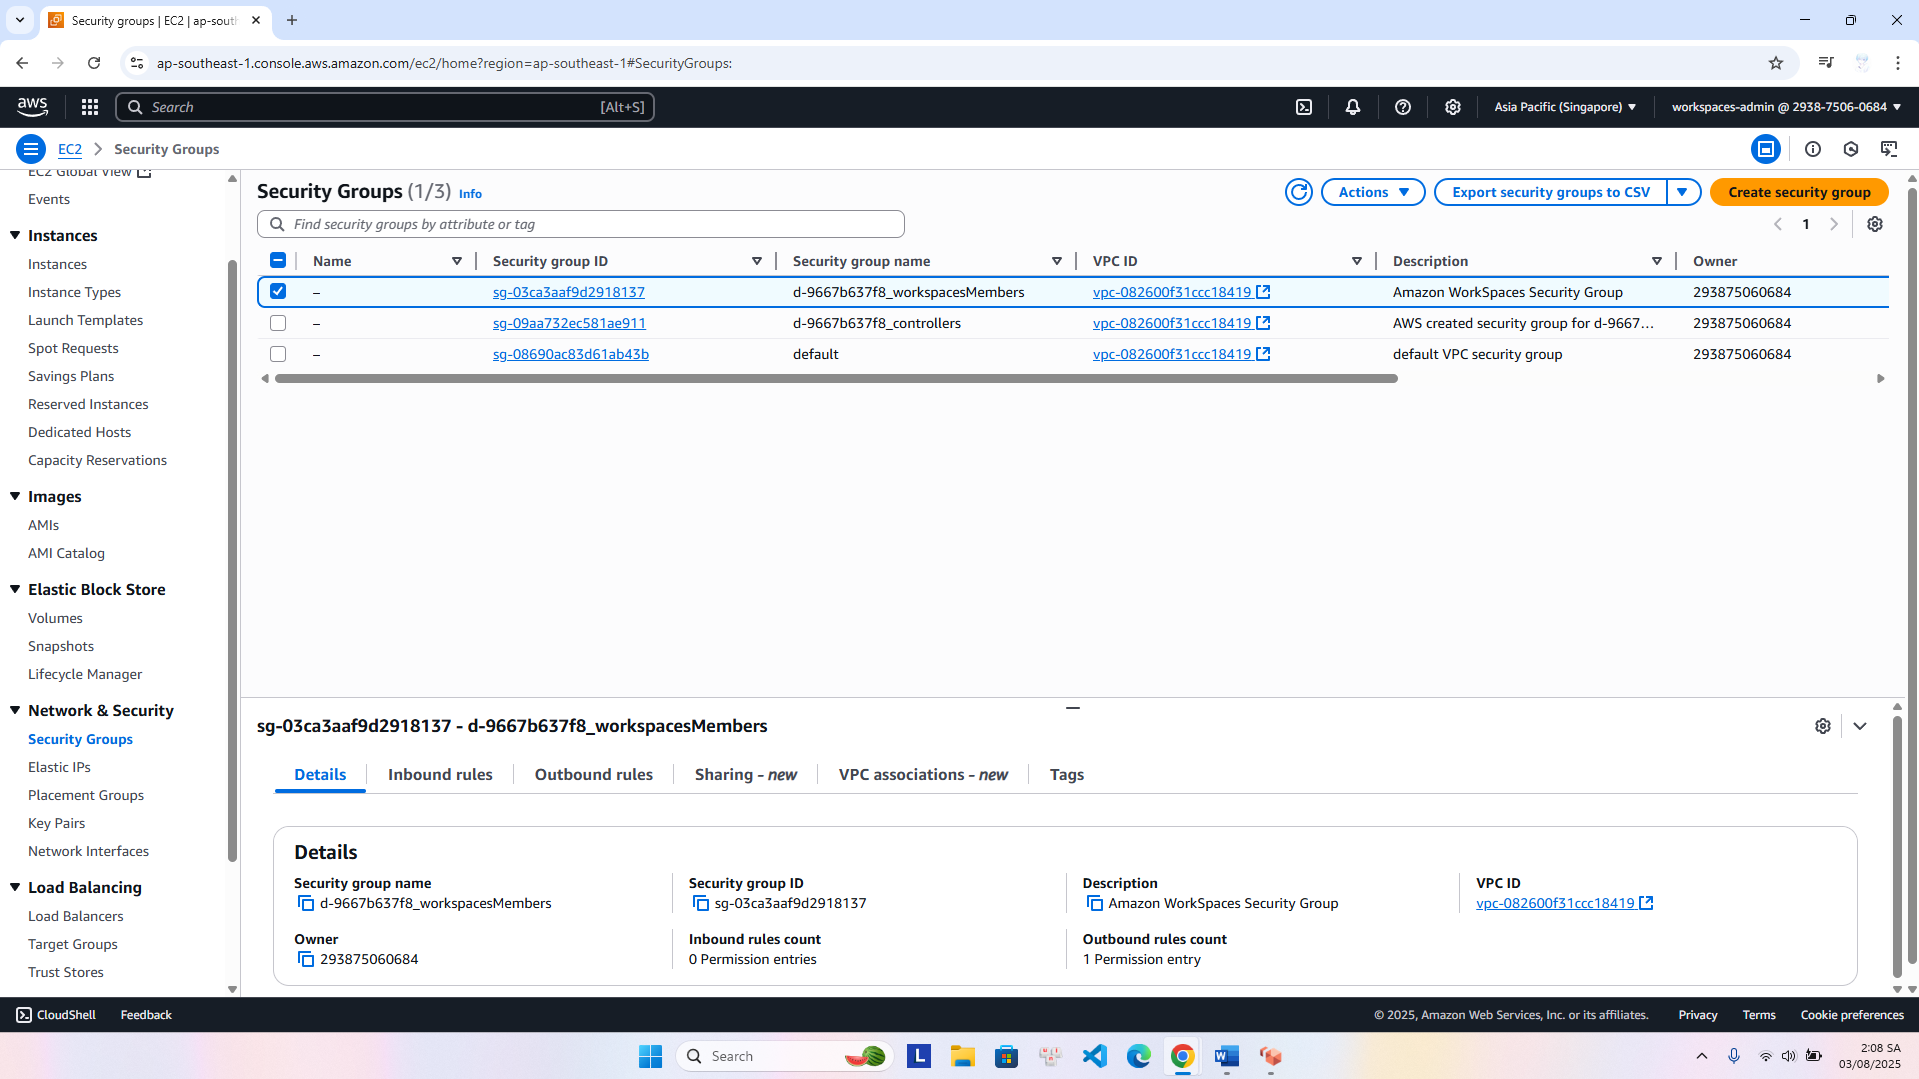 Security groups | EC2 | ap-south
ap-southeast-1.console.aws.amazon.com/ec2/home?region=ap-southeast-1#SecurityGroups:
aws
Search [Alt+S]
Asia Pacific (Singapore)
workspaces-admin @ 2938-7506-0684
EC2 Security Groups
EC2 Global View
Events
Instances
Instances
Instance Types
Launch Templates
Spot Requests
Savings Plans
Reserved Instances
Dedicated Hosts
Capacity Reservations
Images
AMIs
AMI Catalog
Elastic Block Store
Volumes
Snapshots
Lifecycle Manager
Network & Security
Security Groups
Elastic IPs
Placement Groups
Key Pairs
Network Interfaces
Load Balancing
Load Balancers
Target Groups
Trust Stores
Security Groups (1/3) Info
Actions
Export security groups to CSV
Create security group
Find security groups by attribute or tag
1
Name Security group ID Security group name VPC ID Description Owner
– sg-03ca3aaf9d2918137 d-9667b637f8_workspacesMembers vpc-082600f31ccc18419 Amazon WorkSpaces Security Group 293875060684
– sg-09aa732ec581ae911 d-9667b637f8_controllers vpc-082600f31ccc18419 AWS created security group for d-9667... 293875060684
– sg-08690ac83d61ab43b default vpc-082600f31ccc18419 default VPC security group 293875060684
sg-03ca3aaf9d2918137 - d-9667b637f8_workspacesMembers
Details Inbound rules Outbound rules Sharing - new VPC associations - new Tags
Details
Security group name
d-9667b637f8_workspacesMembers
Security group ID
sg-03ca3aaf9d2918137
Description
Amazon WorkSpaces Security Group
VPC ID
vpc-082600f31ccc18419
Owner
293875060684
Inbound rules count
0 Permission entries
Outbound rules count
1 Permission entry
CloudShell Feedback
© 2025, Amazon Web Services, Inc. or its affiliates. Privacy Terms Cookie preferences
Search
L
2:08 SA
03/08/2025